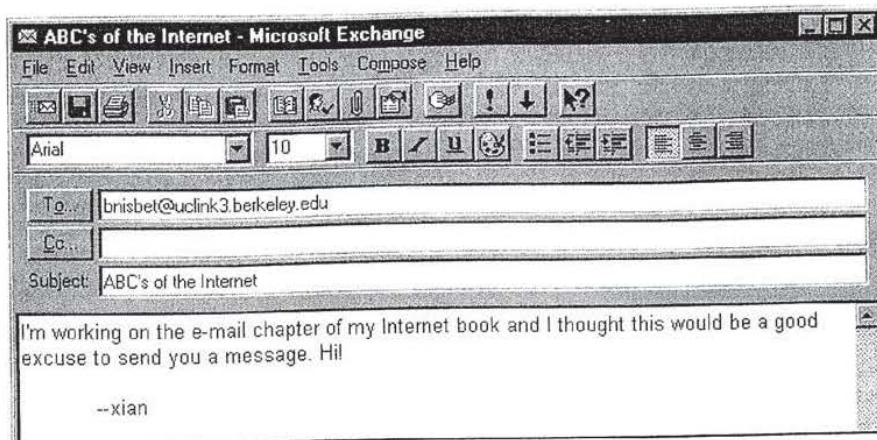 ABC's of the Internet - Microsoft Exchange
File Edit View Insert Format Tools Compose Help
Arial 10 B I U
To... bnisbet@uclink3.berkeley.edu
Cc...
Subject: ABC's of the Internet
I'm working on the e-mail chapter of my Internet book and I thought this would be a good
excuse to send you a message. Hi!
--xian